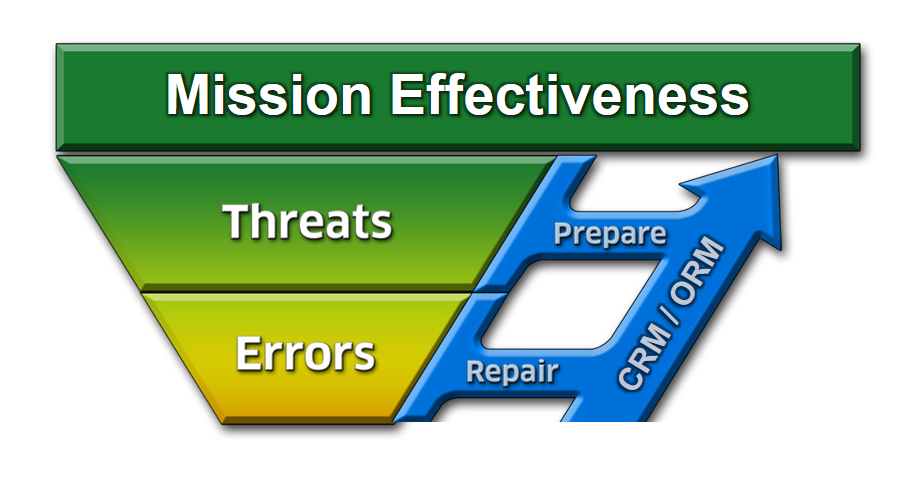 Mission Effectiveness
Threats
Prepare
CRM / ORM
Errors
Repair